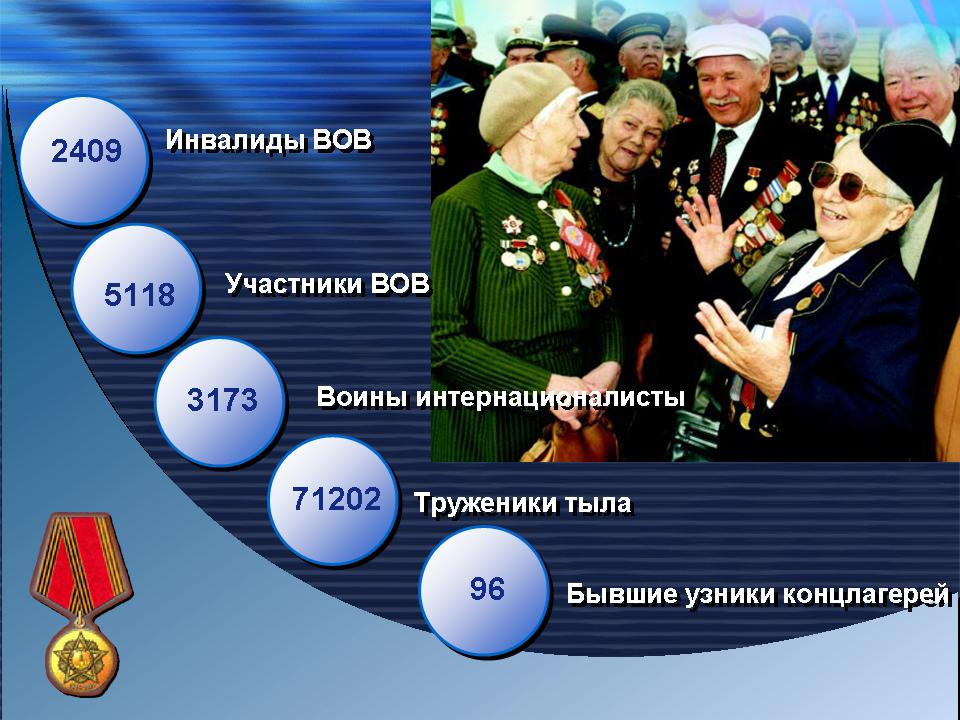 2409
Инвалиды ВОВ
5118
Участники ВОВ
3173
Воины интернационалисты
71202
Труженики тыла
96
Бывшие узники концлагерей